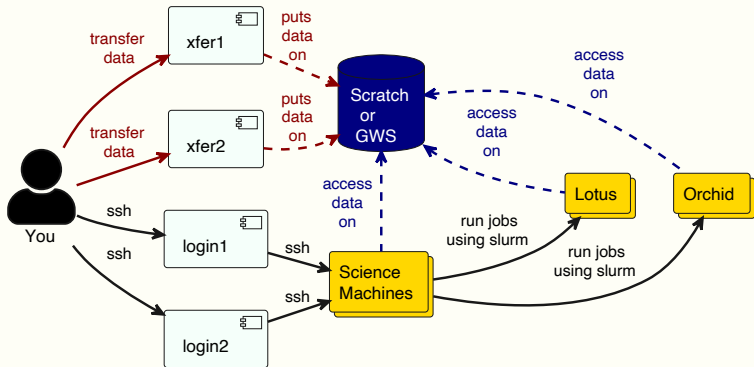 transfer
data
xfer1
puts
data
on
transfer
data
xfer2
puts
data
on
Scratch
or
GWS
access
data
on
access
data
on
access
data
on
You
ssh
login1
ssh
ssh
login2
ssh
Science
Machines
run jobs
using slurm
Lotus
run jobs
using slurm
Orchid